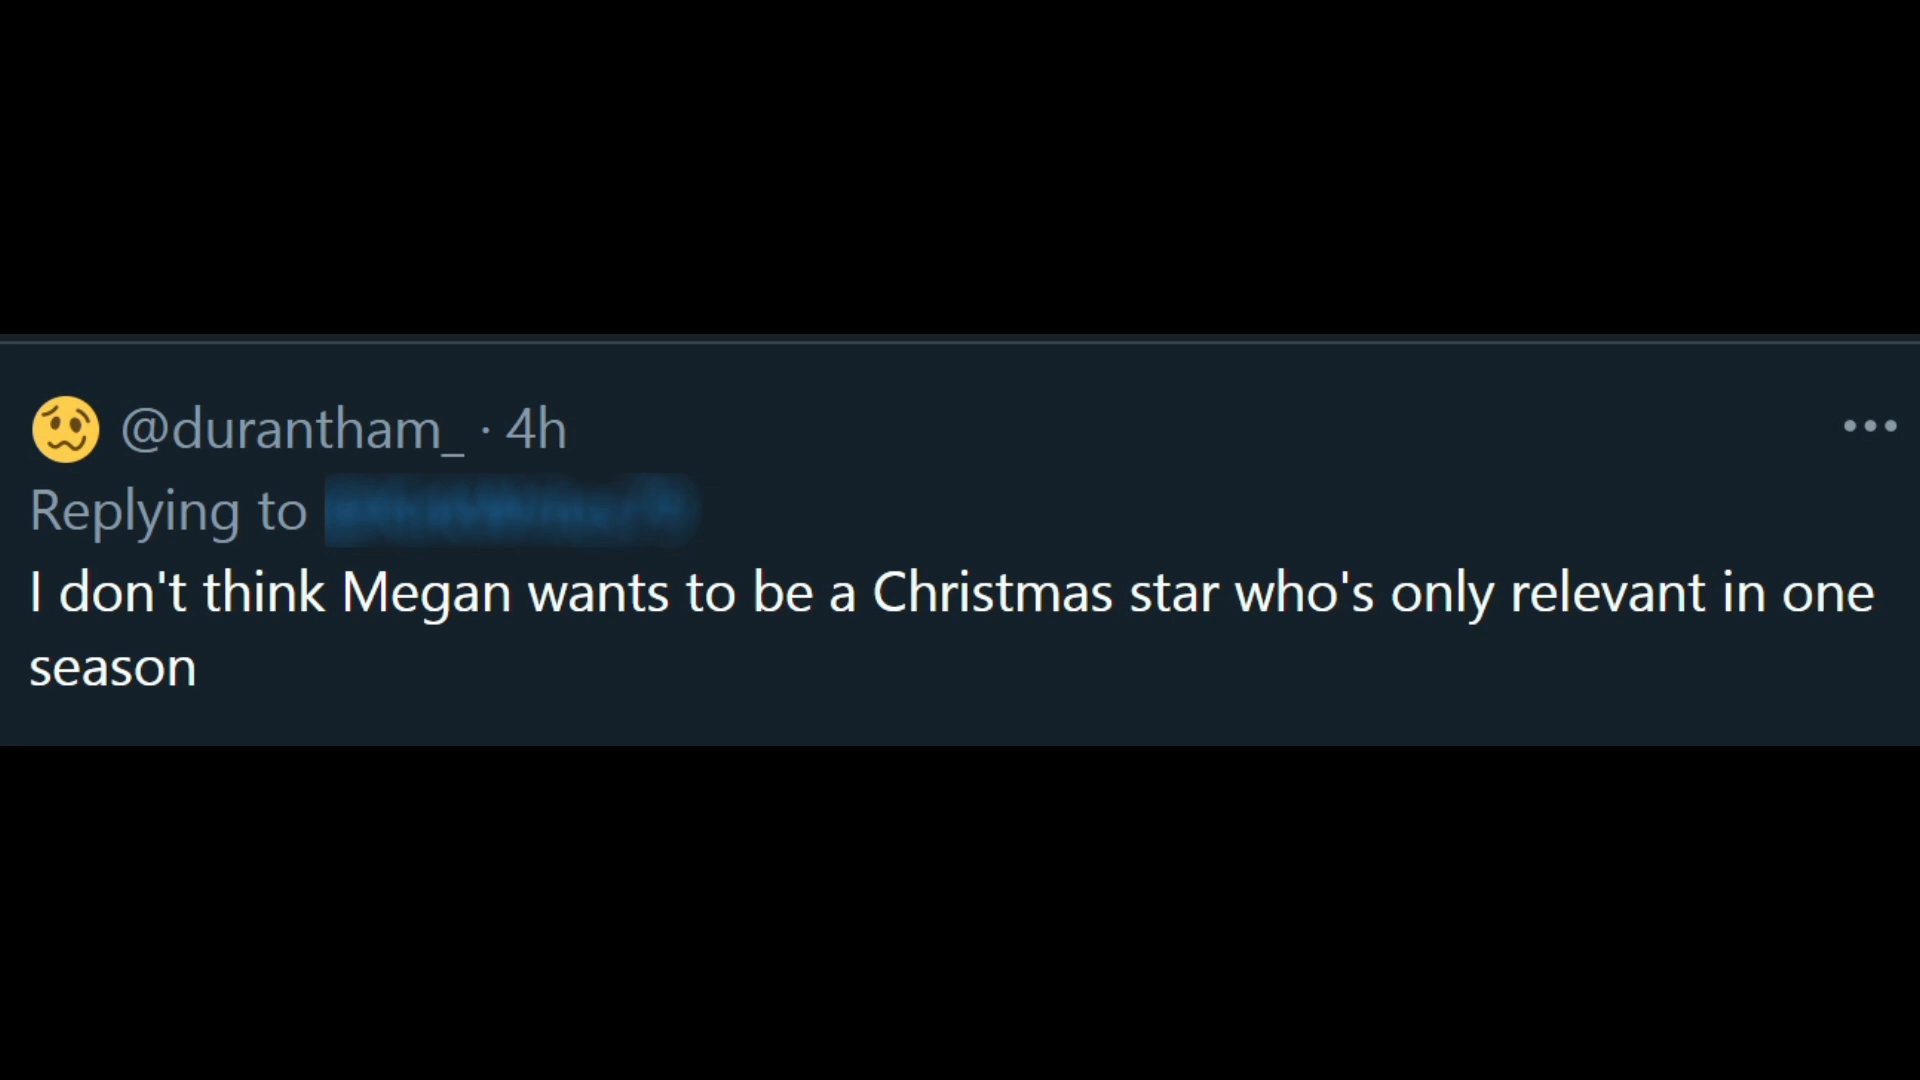 @durantham_ · 4h
Replying to
I don't think Megan wants to be a Christmas star who's only relevant in one
season